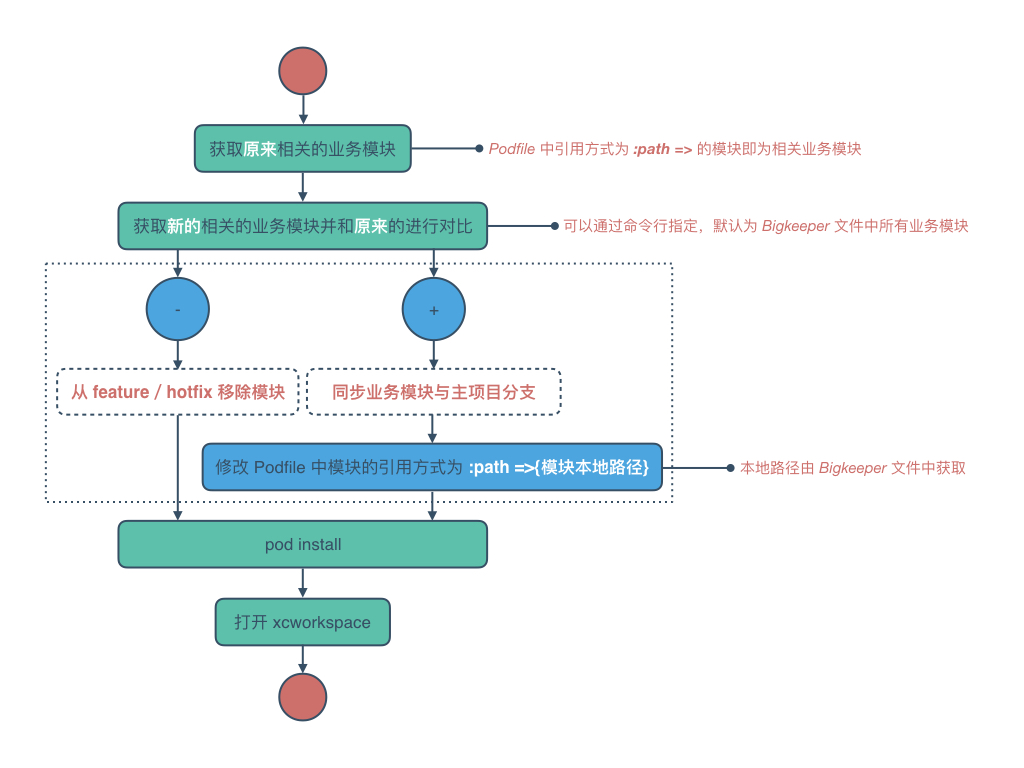 获取原来相关的业务模块
Podfile 中引用方式为 :path => 的模块即为相关业务模块
获取新的相关的业务模块并和原来的进行对比
可以通过命令行指定，默认为 Bigkeeper 文件中所有业务模块
-
+
从 feature / hotfix 移除模块
同步业务模块与主项目分支
修改 Podfile 中模块的引用方式为 :path =>{模块本地路径}
本地路径由 Bigkeeper 文件中获取
pod install
打开 xcworkspace